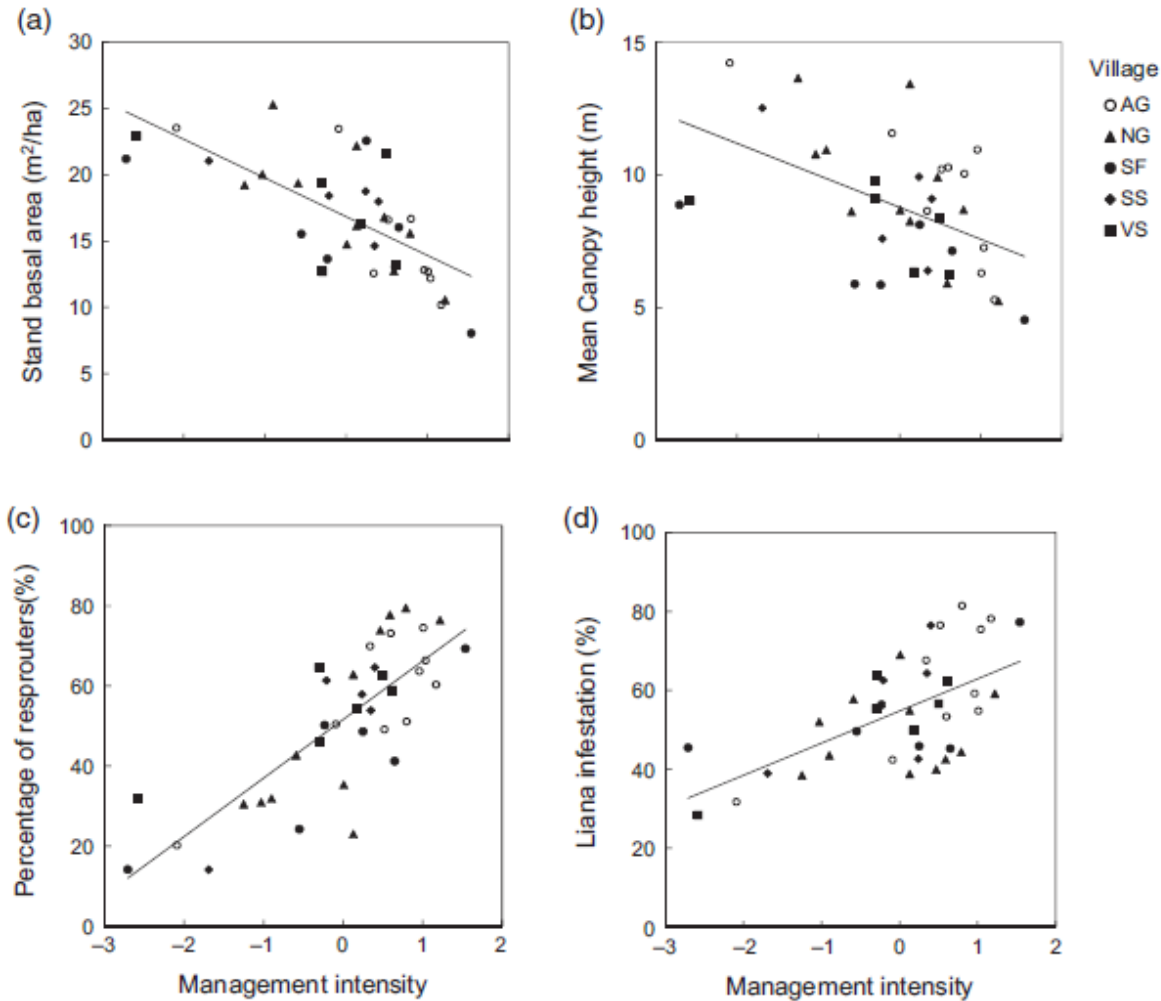 (a)
30
25
20
15
10
5
0
Stand basal area (m²/ha)
(b)
15
10
5
0
Mean Canopy height (m)
Village
AG
NG
SF
SS
VS
(c)
100
80
60
40
20
0
Percentage of resprouters(%)
–3 –2 –1 0 1 2
Management intensity
(d)
100
80
60
40
20
0
Liana infestation (%)
–3 –2 –1 0 1 2
Management intensity